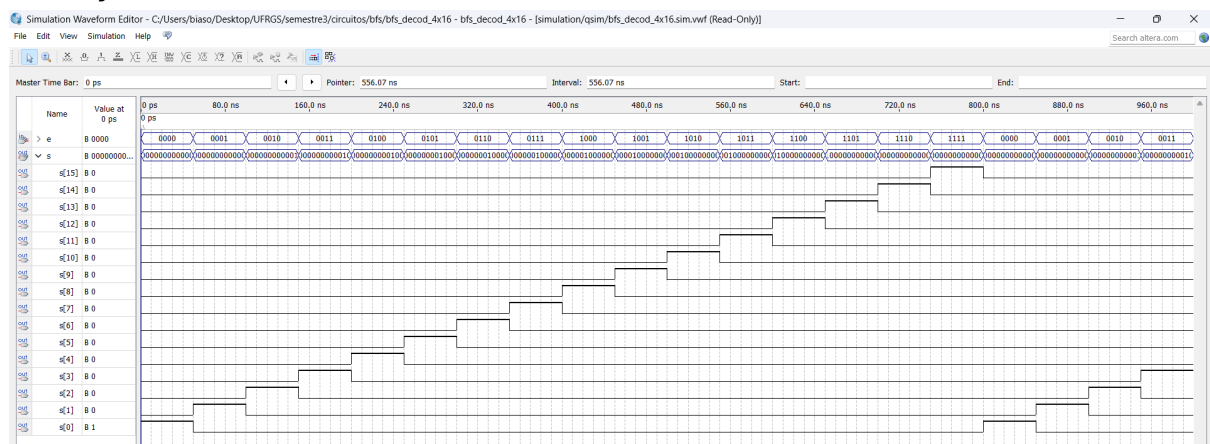 Simulation Waveform Editor - C:/Users/biaso/Desktop/UFRGS/semestre3/circuitos/bfs/bfs_decod_4x16 - bfs_decod_4x16 - [simulation/qsim/bfs_decod_4x16.sim.vwf (Read-Only)]
File Edit View Simulation Help
Search altera.com
Master Time Bar: 0 ps Pointer: 556.07 ns Interval: 556.07 ns Start: End:
Name Value at 0 ps
0 ps 80.0 ns 160.0 ns 240.0 ns 320.0 ns 400.0 ns 480.0 ns 560.0 ns 640.0 ns 720.0 ns 800.0 ns 880.0 ns 960.0 ns
0 ps
e B 0000 0000 0001 0010 0011 0100 0101 0110 0111 1000 1001 1010 1011 1100 1101 1110 1111 0000 0001 0010 0011
s B 00000000...
s[15] B 0
s[14] B 0
s[13] B 0
s[12] B 0
s[11] B 0
s[10] B 0
s[9] B 0
s[8] B 0
s[7] B 0
s[6] B 0
s[5] B 0
s[4] B 0
s[3] B 0
s[2] B 0
s[1] B 0
s[0] B 1